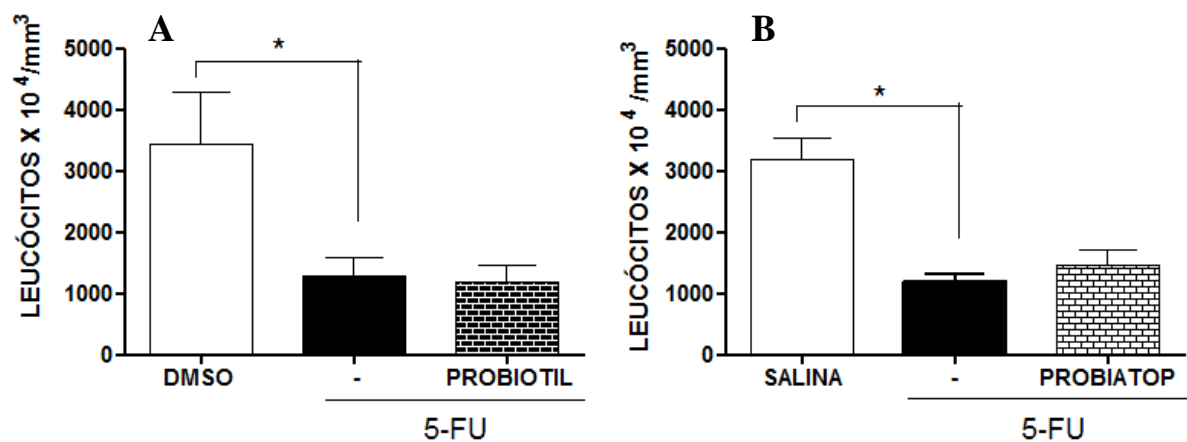 A
LEUCÓCITOS X 10 4 /mm3
5000
4000
3000
2000
1000
0
*
DMSO
-
PROBIOTIL
5-FU
B
LEUCÓCITOS X 10 4 /mm3
5000
4000
3000
2000
1000
0
*
SALINA
-
PROBIATOP
5-FU